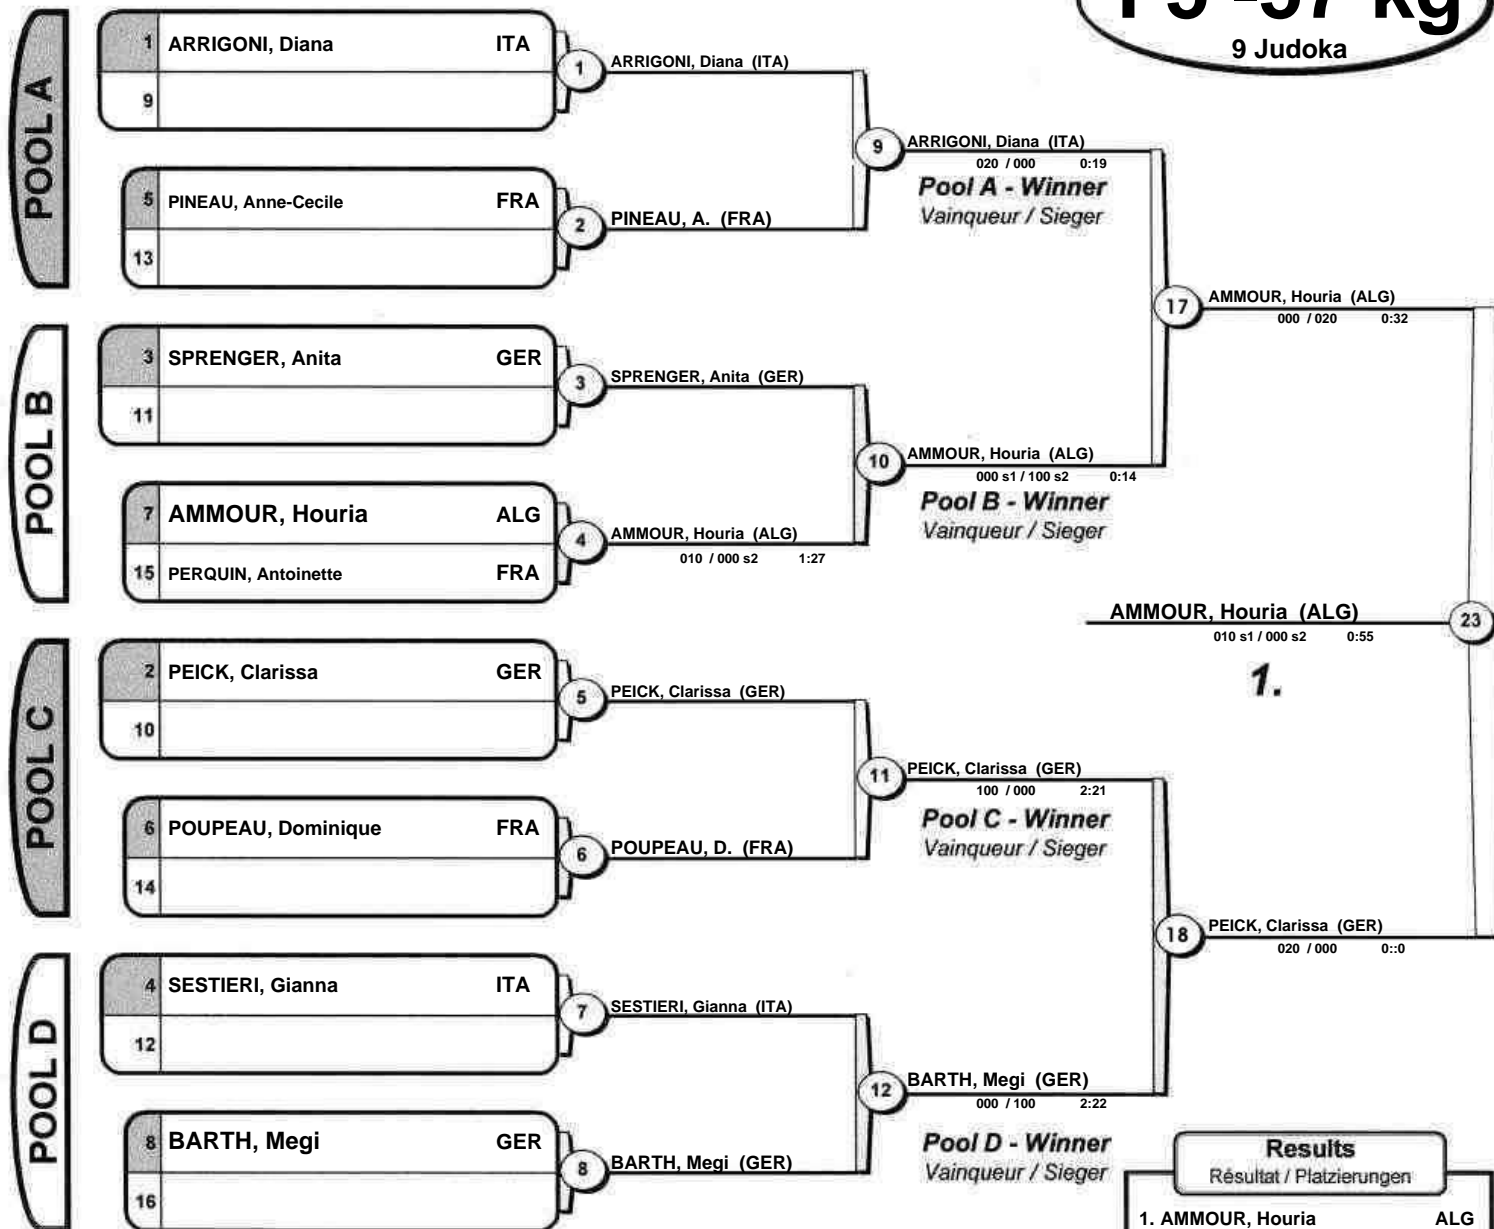 F3 -57 kg
9 Judoka
POOL A
1 ARRIGONI, Diana ITA
9
5 PINEAU, Anne-Cecile FRA
13
1 ARRIGONI, Diana (ITA)
2 PINEAU, A. (FRA)
9 ARRIGONI, Diana (ITA)
020 / 000 0:19
Pool A - Winner
Vainqueur / Sieger
POOL B
3 SPRENGER, Anita GER
11
7 AMMOUR, Houria ALG
15 PERQUIN, Antoinette FRA
3 SPRENGER, Anita (GER)
4 AMMOUR, Houria (ALG)
010 / 000 s2 1:27
10 AMMOUR, Houria (ALG)
000 s1 / 100 s2 0:14
Pool B - Winner
Vainqueur / Sieger
17 AMMOUR, Houria (ALG)
000 / 020 0:32
AMMOUR, Houria (ALG) 23
010 s1 / 000 s2 0:55
1.
POOL C
2 PEICK, Clarissa GER
10
6 POUPEAU, Dominique FRA
14
5 PEICK, Clarissa (GER)
6 POUPEAU, D. (FRA)
11 PEICK, Clarissa (GER)
100 / 000 2:21
Pool C - Winner
Vainqueur / Sieger
18 PEICK, Clarissa (GER)
020 / 000 0::0
POOL D
4 SESTIERI, Gianna ITA
12
8 BARTH, Megi GER
16
7 SESTIERI, Gianna (ITA)
8 BARTH, Megi (GER)
12 BARTH, Megi (GER)
000 / 100 2:22
Pool D - Winner
Vainqueur / Sieger
Results
Résultat / Platzierungen
1. AMMOUR, Houria ALG